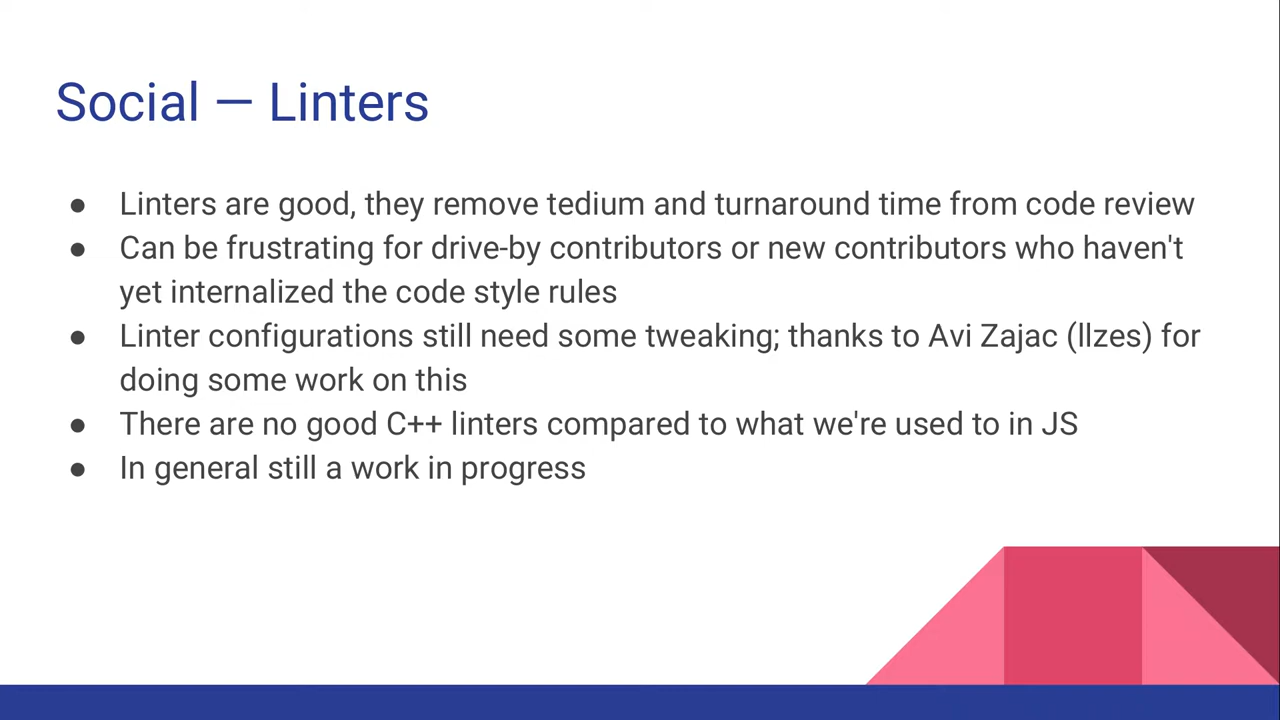 Social — Linters
● Linters are good, they remove tedium and turnaround time from code review
● Can be frustrating for drive-by contributors or new contributors who haven't
yet internalized the code style rules
● Linter configurations still need some tweaking; thanks to Avi Zajac (llzes) for
doing some work on this
● There are no good C++ linters compared to what we're used to in JS
● In general still a work in progress